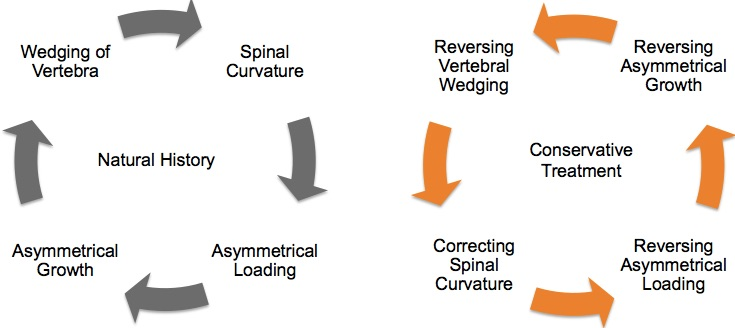 Wedging of
Vertebra
Spinal
Curvature
Natural History
Asymmetrical
Growth
Asymmetrical
Loading
Reversing
Vertebral
Wedging
Reversing
Asymmetrical
Growth
Conservative
Treatment
Correcting
Spinal
Curvature
Reversing
Asymmetrical
Loading